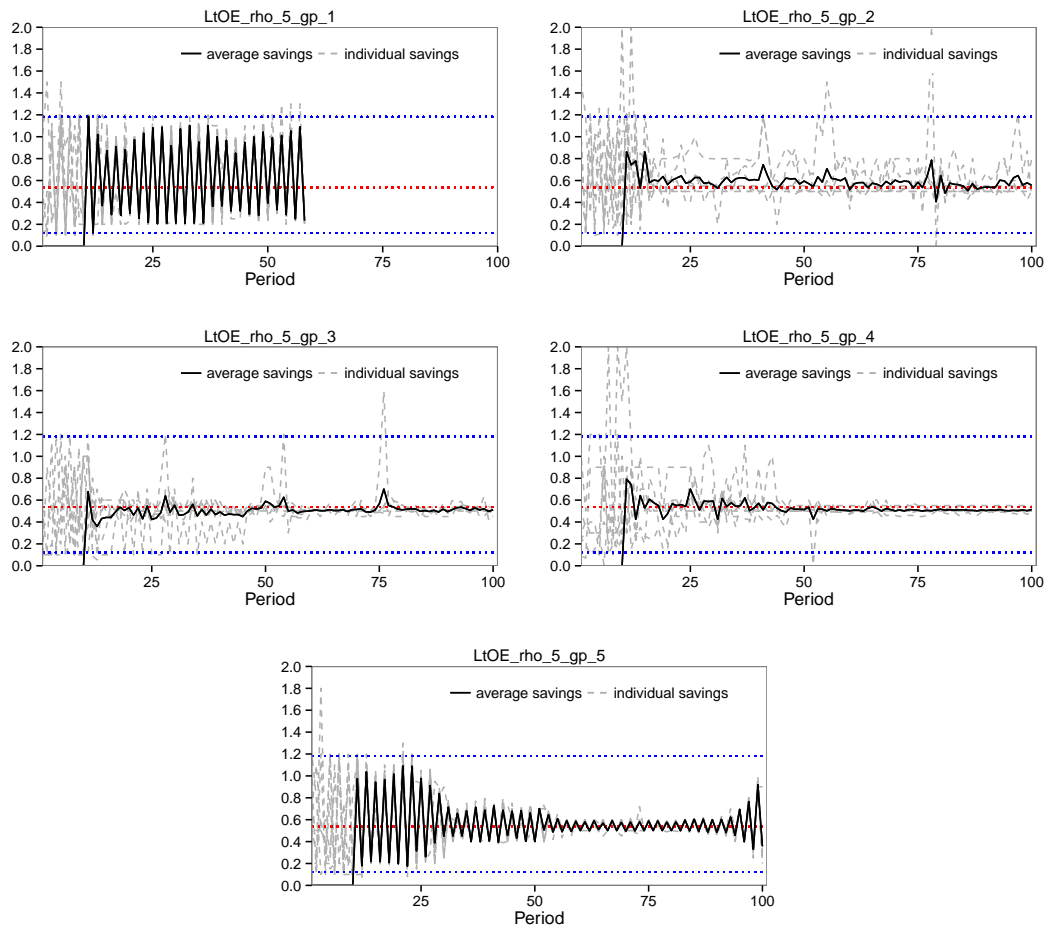 LtOE_rho_5_gp_1
2.0
1.8
1.6
1.4
1.2
1.0
0.8
0.6
0.4
0.2
0.0
average savings individual savings
25 50 75 100
Period
LtOE_rho_5_gp_2
2.0
1.8
1.6
1.4
1.2
1.0
0.8
0.6
0.4
0.2
0.0
average savings individual savings
25 50 75 100
Period
LtOE_rho_5_gp_3
2.0
1.8
1.6
1.4
1.2
1.0
0.8
0.6
0.4
0.2
0.0
average savings individual savings
25 50 75 100
Period
LtOE_rho_5_gp_4
2.0
1.8
1.6
1.4
1.2
1.0
0.8
0.6
0.4
0.2
0.0
average savings individual savings
25 50 75 100
Period
LtOE_rho_5_gp_5
2.0
1.8
1.6
1.4
1.2
1.0
0.8
0.6
0.4
0.2
0.0
average savings individual savings
25 50 75 100
Period